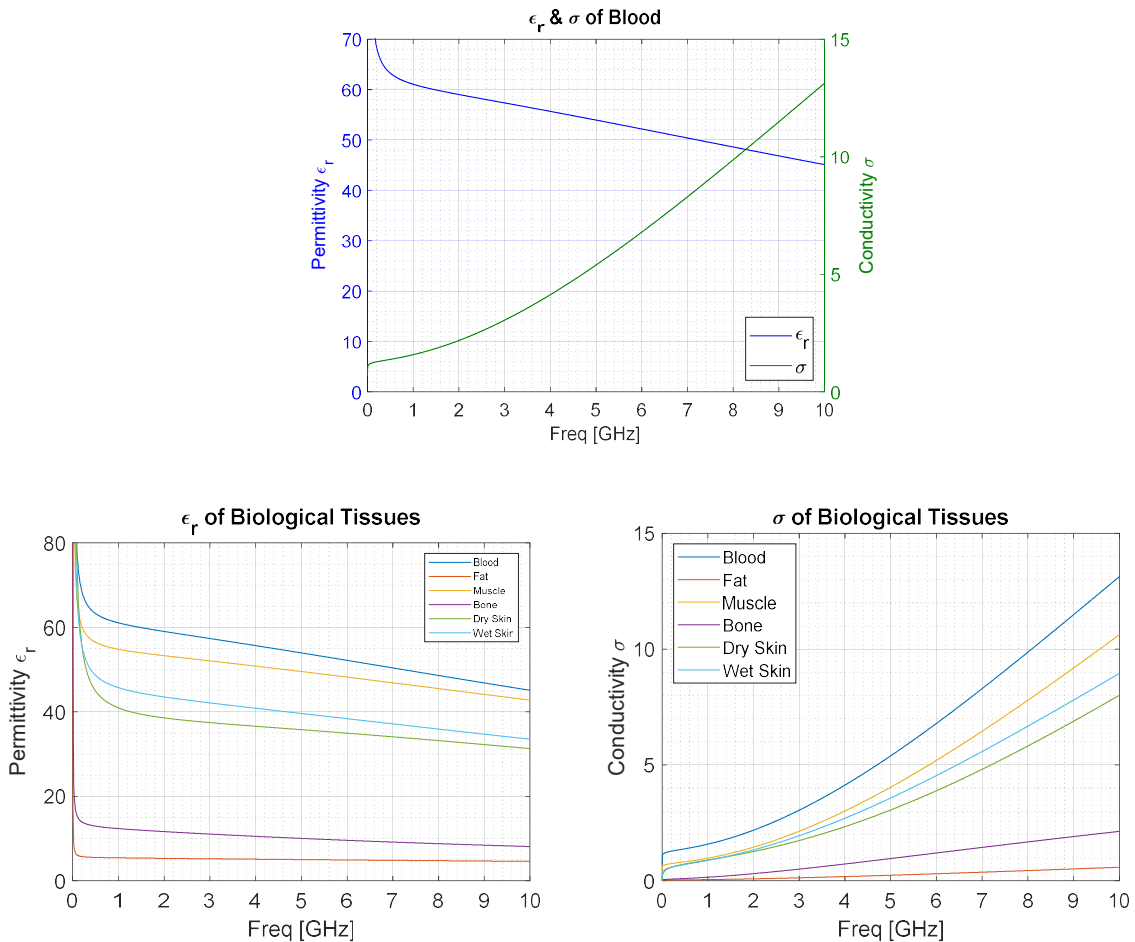 ϵr & σ of Blood
70
60
50
40
30
20
10
0
Permittivity ϵr
15
10
5
0
Conductivity σ
ϵr
σ
0 1 2 3 4 5 6 7 8 9 10
Freq [GHz]
ϵr of Biological Tissues
80
60
40
20
0
Permittivity ϵr
Blood
Fat
Muscle
Bone
Dry Skin
Wet Skin
0 1 2 3 4 5 6 7 8 9 10
Freq [GHz]
σ of Biological Tissues
15
10
5
0
Conductivity σ
Blood
Fat
Muscle
Bone
Dry Skin
Wet Skin
0 1 2 3 4 5 6 7 8 9 10
Freq [GHz]